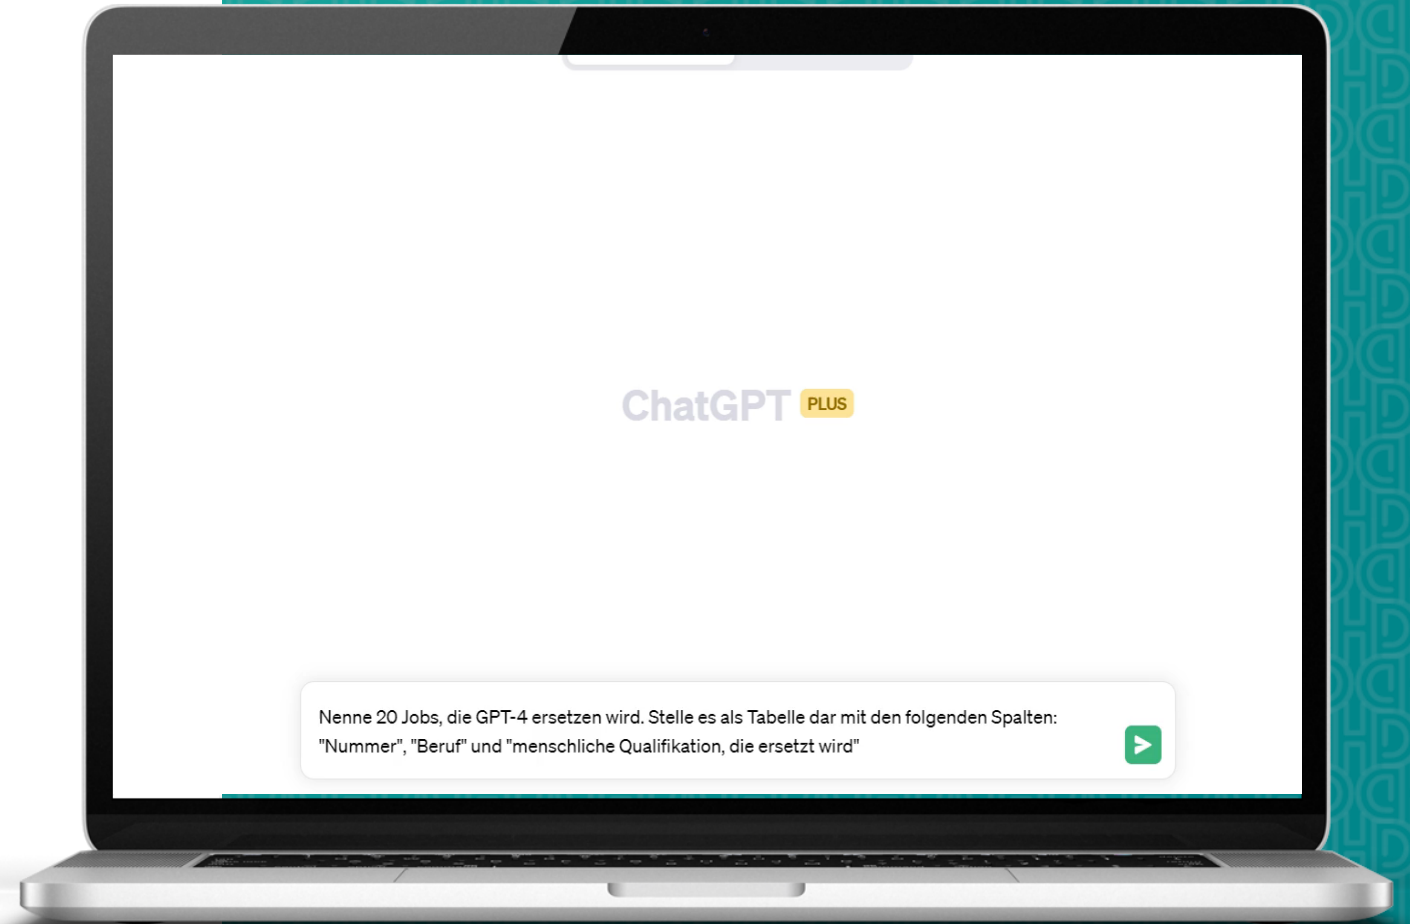 ChatGPT PLUS
Nenne 20 Jobs, die GPT-4 ersetzen wird. Stelle es als Tabelle dar mit den folgenden Spalten:
"Nummer", "Beruf" und "menschliche Qualifikation, die ersetzt wird"